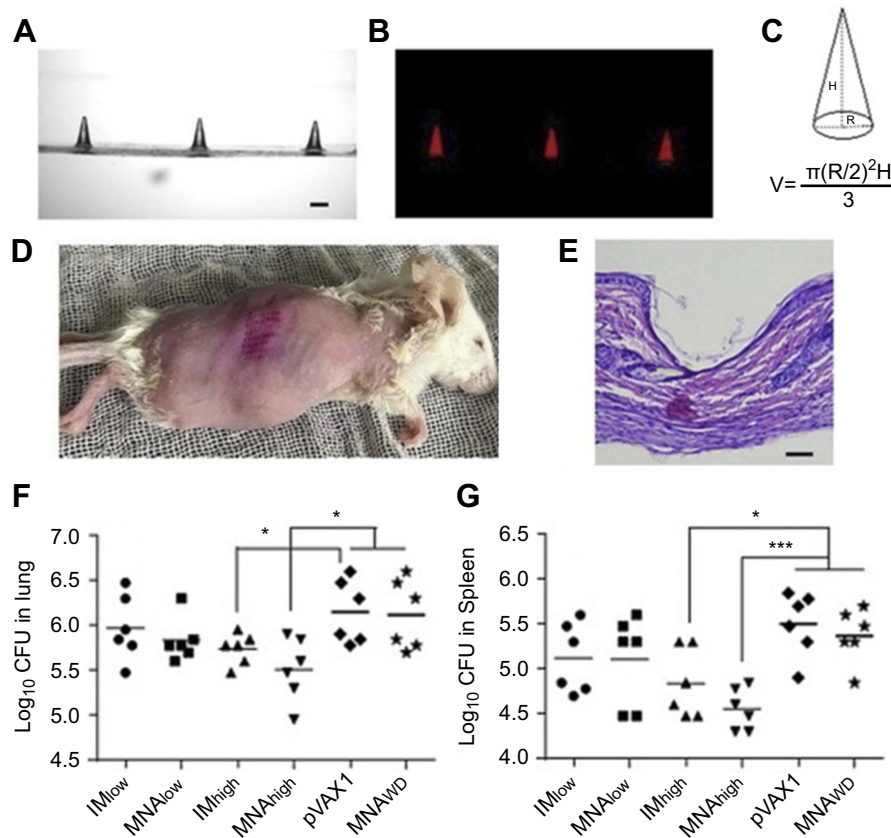 A
B
C
H
R
V= π(R/2)²H
3
D
E
F
G
Log₁₀ CFU in lung
7.0
6.5
6.0
5.5
5.0
4.5
*
*
IMlow
MNAlow
IMhigh
MNAhigh
pVAX1
MNAWD
Log₁₀ CFU in Spleen
6.5
6.0
5.5
5.0
4.5
4.0
*
***
IMlow
MNAlow
IMhigh
MNAhigh
pVAX1
MNAWD